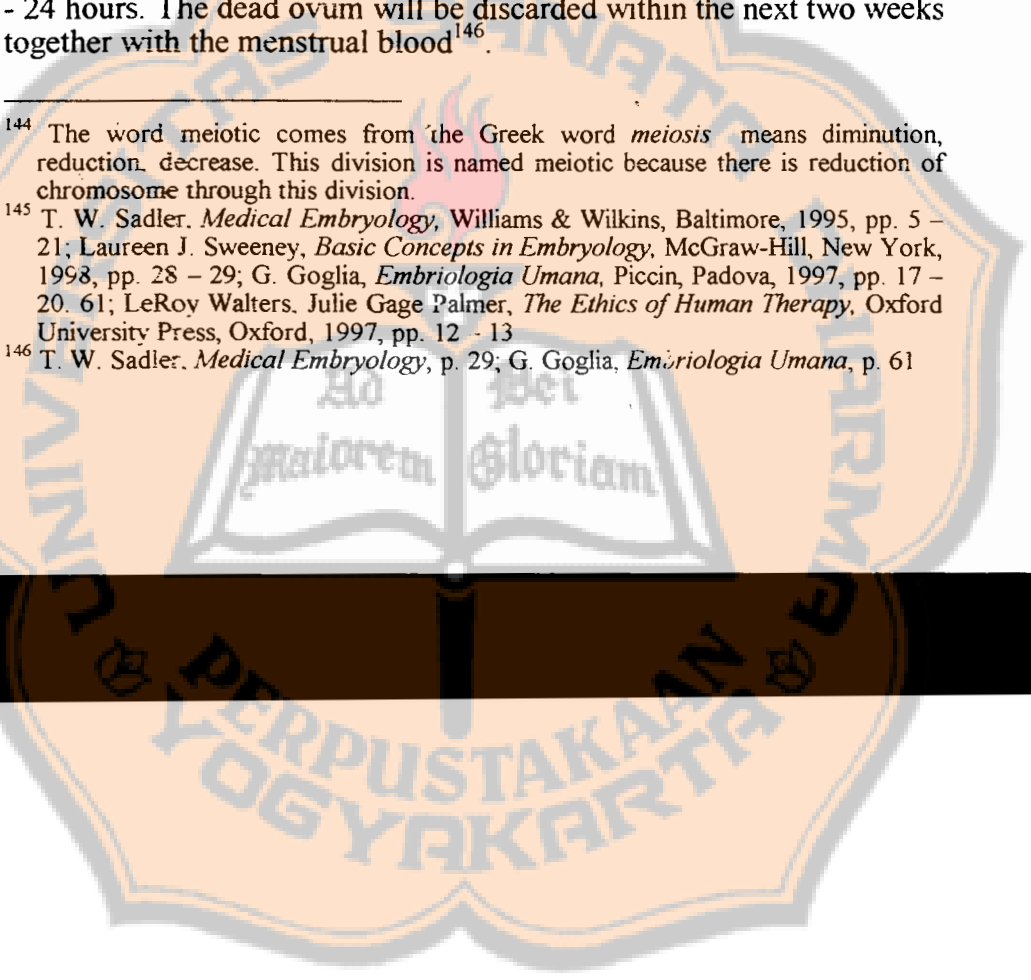 - 24 hours. The dead ovum will be discarded within the next two weeks
together with the menstrual blood¹⁴⁶.
¹⁴⁴ The word meiotic comes from the Greek word meiosis means diminution,
reduction, decrease. This division is named meiotic because there is reduction of
chromosome through this division.
¹⁴⁵ T. W. Sadler. Medical Embryology, Williams & Wilkins, Baltimore, 1995, pp. 5 –
21; Laureen J. Sweeney, Basic Concepts in Embryology, McGraw-Hill, New York,
1998, pp. 28 – 29; G. Goglia, Embriologia Umana, Piccin, Padova, 1997, pp. 17 –
20. 61; LeRoy Walters. Julie Gage Palmer, The Ethics of Human Therapy, Oxford
University Press, Oxford, 1997, pp. 12 - 13
¹⁴⁶ T. W. Sadler. Medical Embryology, p. 29; G. Goglia, Embriologia Umana, p. 61
Ad Dei
maiorem Gloriam
UNIVERSITAS SANATA DHARMA
PERPUSTAKAAN
YOGYAKARTA